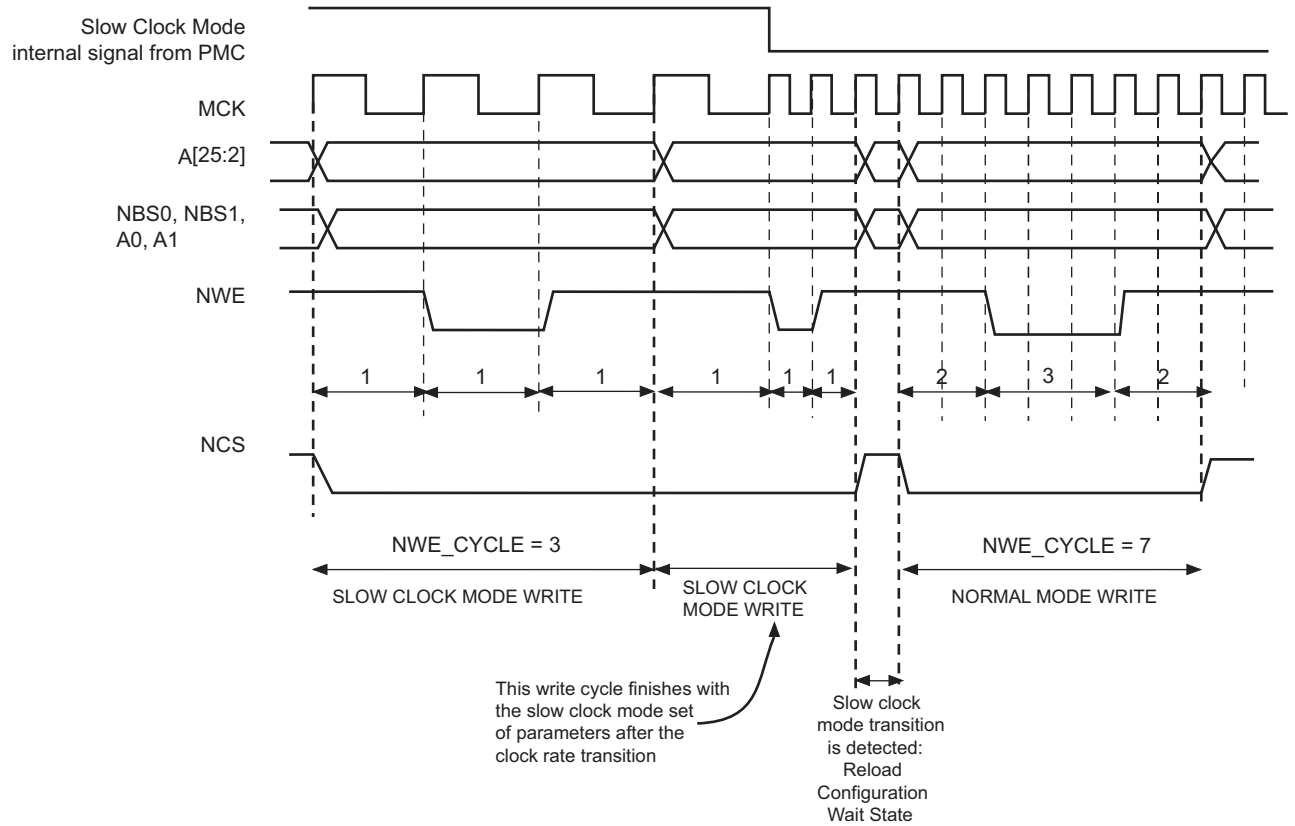 Slow Clock Mode
internal signal from PMC
MCK
A[25:2]
NBS0, NBS1,
A0, A1
NWE
1 1 1 1 1 1 2 3 2
NCS
NWE_CYCLE = 3 NWE_CYCLE = 7
SLOW CLOCK MODE WRITE
SLOW CLOCK
MODE WRITE
NORMAL MODE WRITE
This write cycle finishes with
the slow clock mode set
of parameters after the
clock rate transition
Slow clock
mode transition
is detected:
Reload
Configuration
Wait State